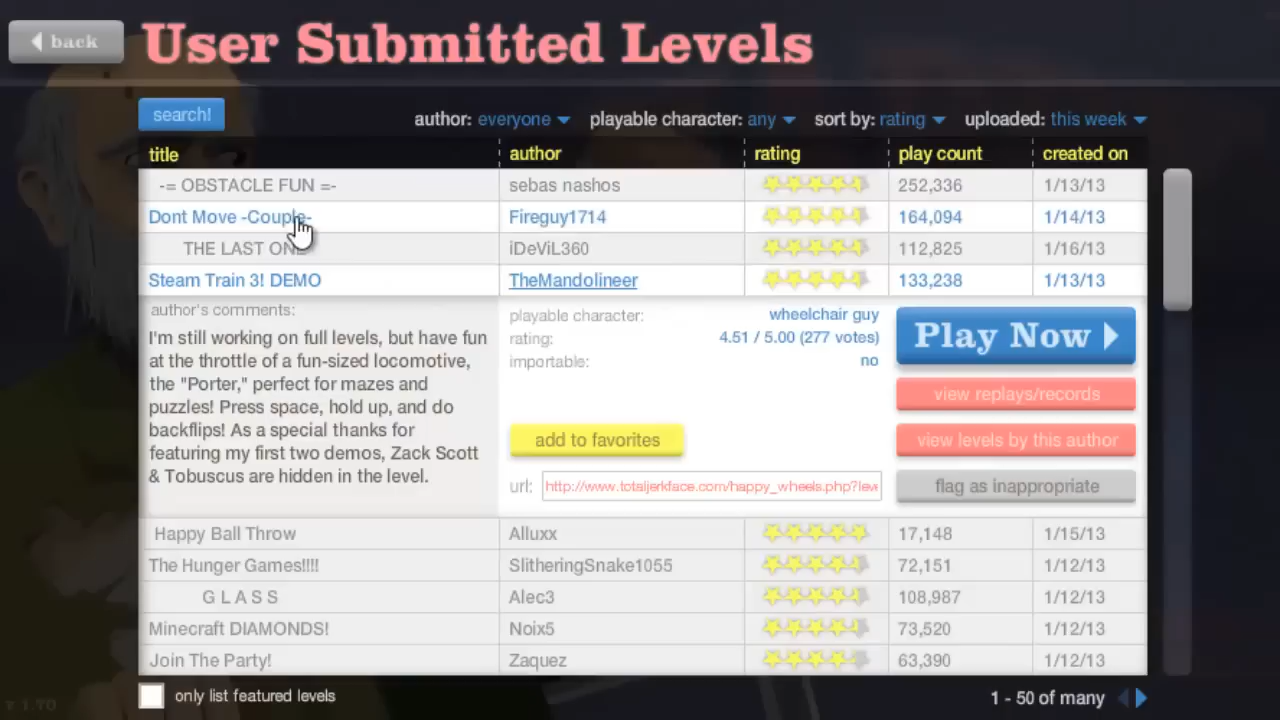 back
User Submitted Levels
search!
author: everyone playable character: any sort by: rating uploaded: this week
title author rating play count created on
-= OBSTACLE FUN =- sebas nashos 252,336 1/13/13
Dont Move -Couple- Fireguy1714 164,094 1/14/13
THE LAST ONE iDeViL360 112,825 1/16/13
Steam Train 3! DEMO TheMandolineer 133,238 1/13/13
author's comments:
I'm still working on full levels, but have fun
at the throttle of a fun-sized locomotive,
the "Porter," perfect for mazes and
puzzles! Press space, hold up, and do
backflips! As a special thanks for
featuring my first two demos, Zack Scott
& Tobuscus are hidden in the level.
playable character: wheelchair guy
rating: 4.51 / 5.00 (277 votes)
importable: no
add to favorites
url: http://www.totaljerkface.com/happy_wheels.php?leve
Play Now
view replays/records
view levels by this author
flag as inappropriate
Happy Ball Throw Alluxx 17,148 1/15/13
The Hunger Games!!!! SlitheringSnake1055 72,151 1/12/13
G L A S S Alec3 108,987 1/12/13
Minecraft DIAMONDS! Noix5 73,520 1/12/13
Join The Party! Zaquez 63,390 1/12/13
only list featured levels
1 - 50 of many
v 1.70